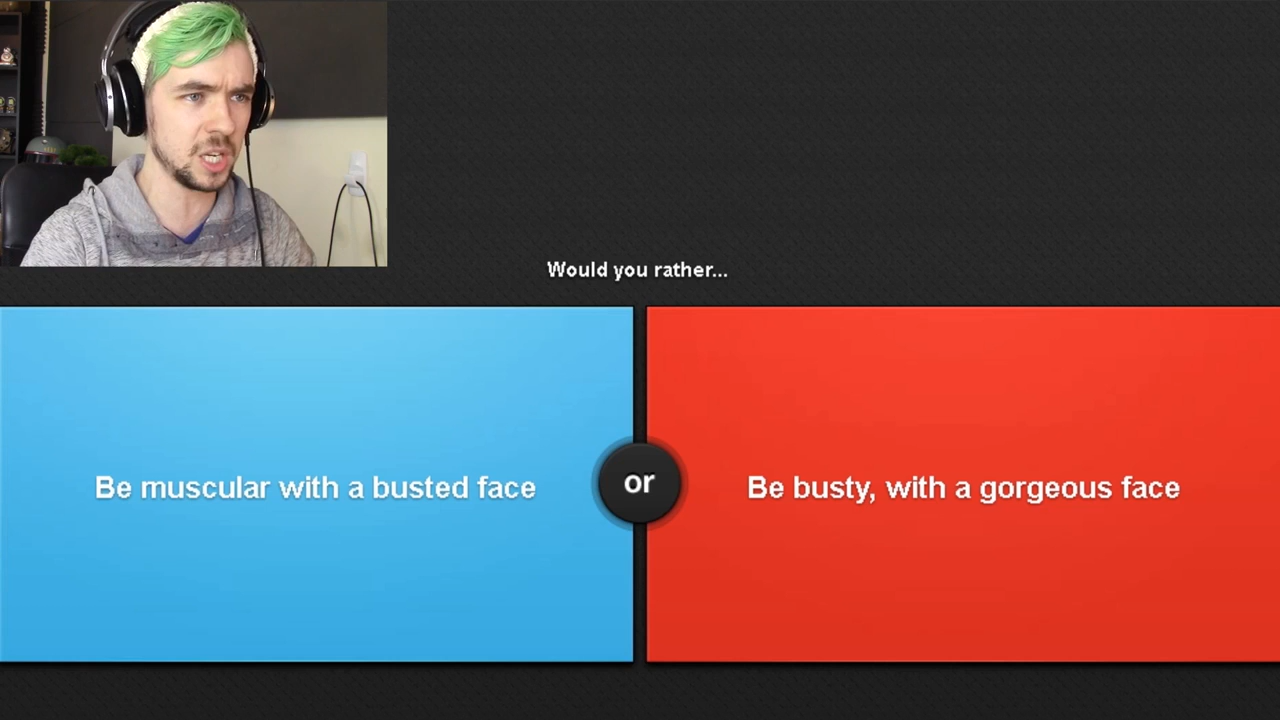 Would you rather...
Be muscular with a busted face
or
Be busty, with a gorgeous face